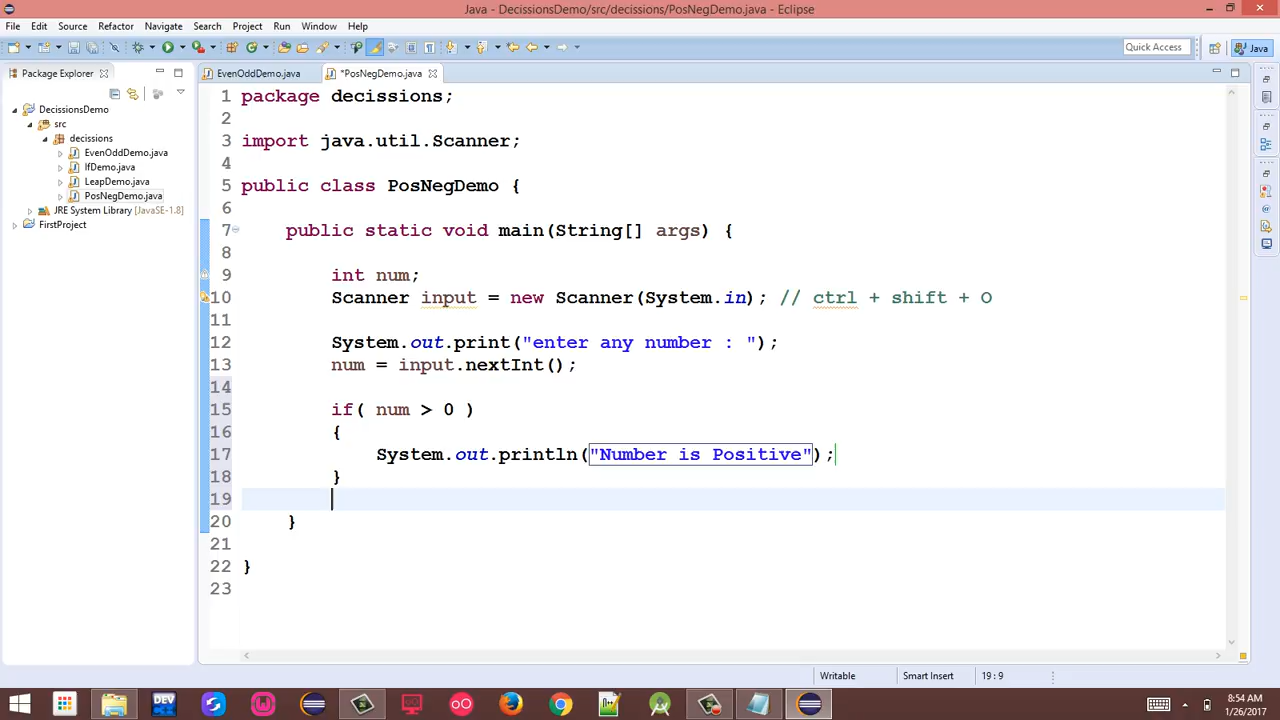 Java - DecissionsDemo/src/decissions/PosNegDemo.java - Eclipse
File Edit Source Refactor Navigate Search Project Run Window Help
Quick Access
Java
Package Explorer
EvenOddDemo.java
*PosNegDemo.java
DecissionsDemo
src
decissions
EvenOddDemo.java
IfDemo.java
LeapDemo.java
PosNegDemo.java
JRE System Library [JavaSE-1.8]
FirstProject
1 package decissions;
2
3 import java.util.Scanner;
4
5 public class PosNegDemo {
6
7 public static void main(String[] args) {
8
9 int num;
10 Scanner input = new Scanner(System.in); // ctrl + shift + O
11
12 System.out.print("enter any number : ");
13 num = input.nextInt();
14
15 if( num > 0 )
16 {
17 System.out.println("Number is Positive");
18 }
19
20 }
21
22 }
23
Writable
Smart Insert
19 : 9
DEV
8:54 AM
1/26/2017